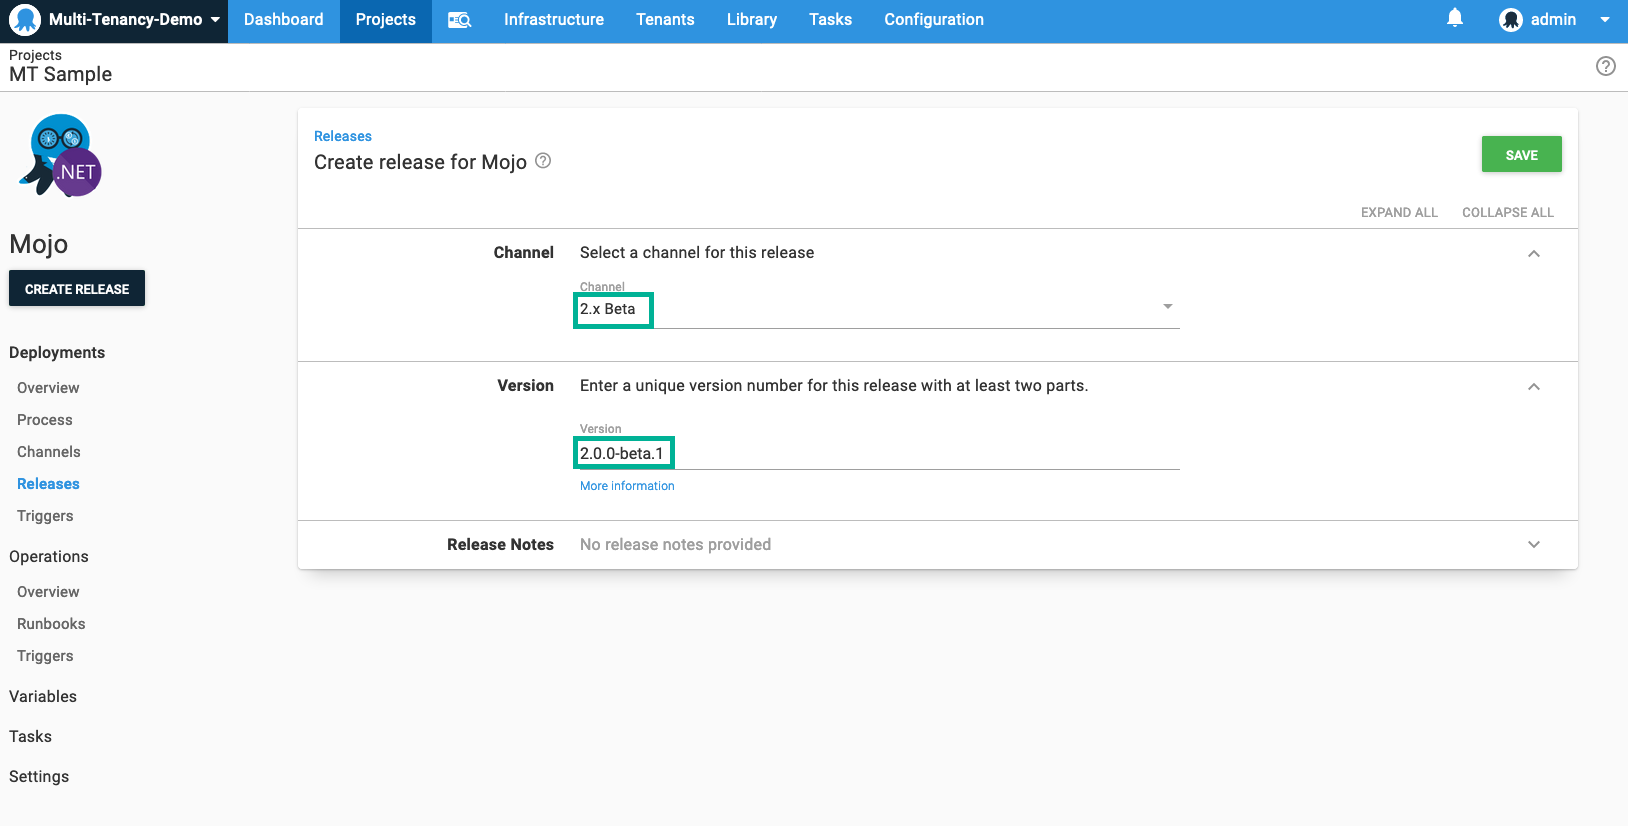 Multi-Tenancy-Demo Dashboard Projects Infrastructure Tenants Library Tasks Configuration admin
Projects
MT Sample
.NET
Mojo
CREATE RELEASE
Deployments
Overview
Process
Channels
Releases
Triggers
Operations
Overview
Runbooks
Triggers
Variables
Tasks
Settings
Releases
Create release for Mojo ?
SAVE
EXPAND ALL COLLAPSE ALL
Channel Select a channel for this release
Channel
2.x Beta
Version Enter a unique version number for this release with at least two parts.
Version
2.0.0-beta.1
More information
Release Notes No release notes provided